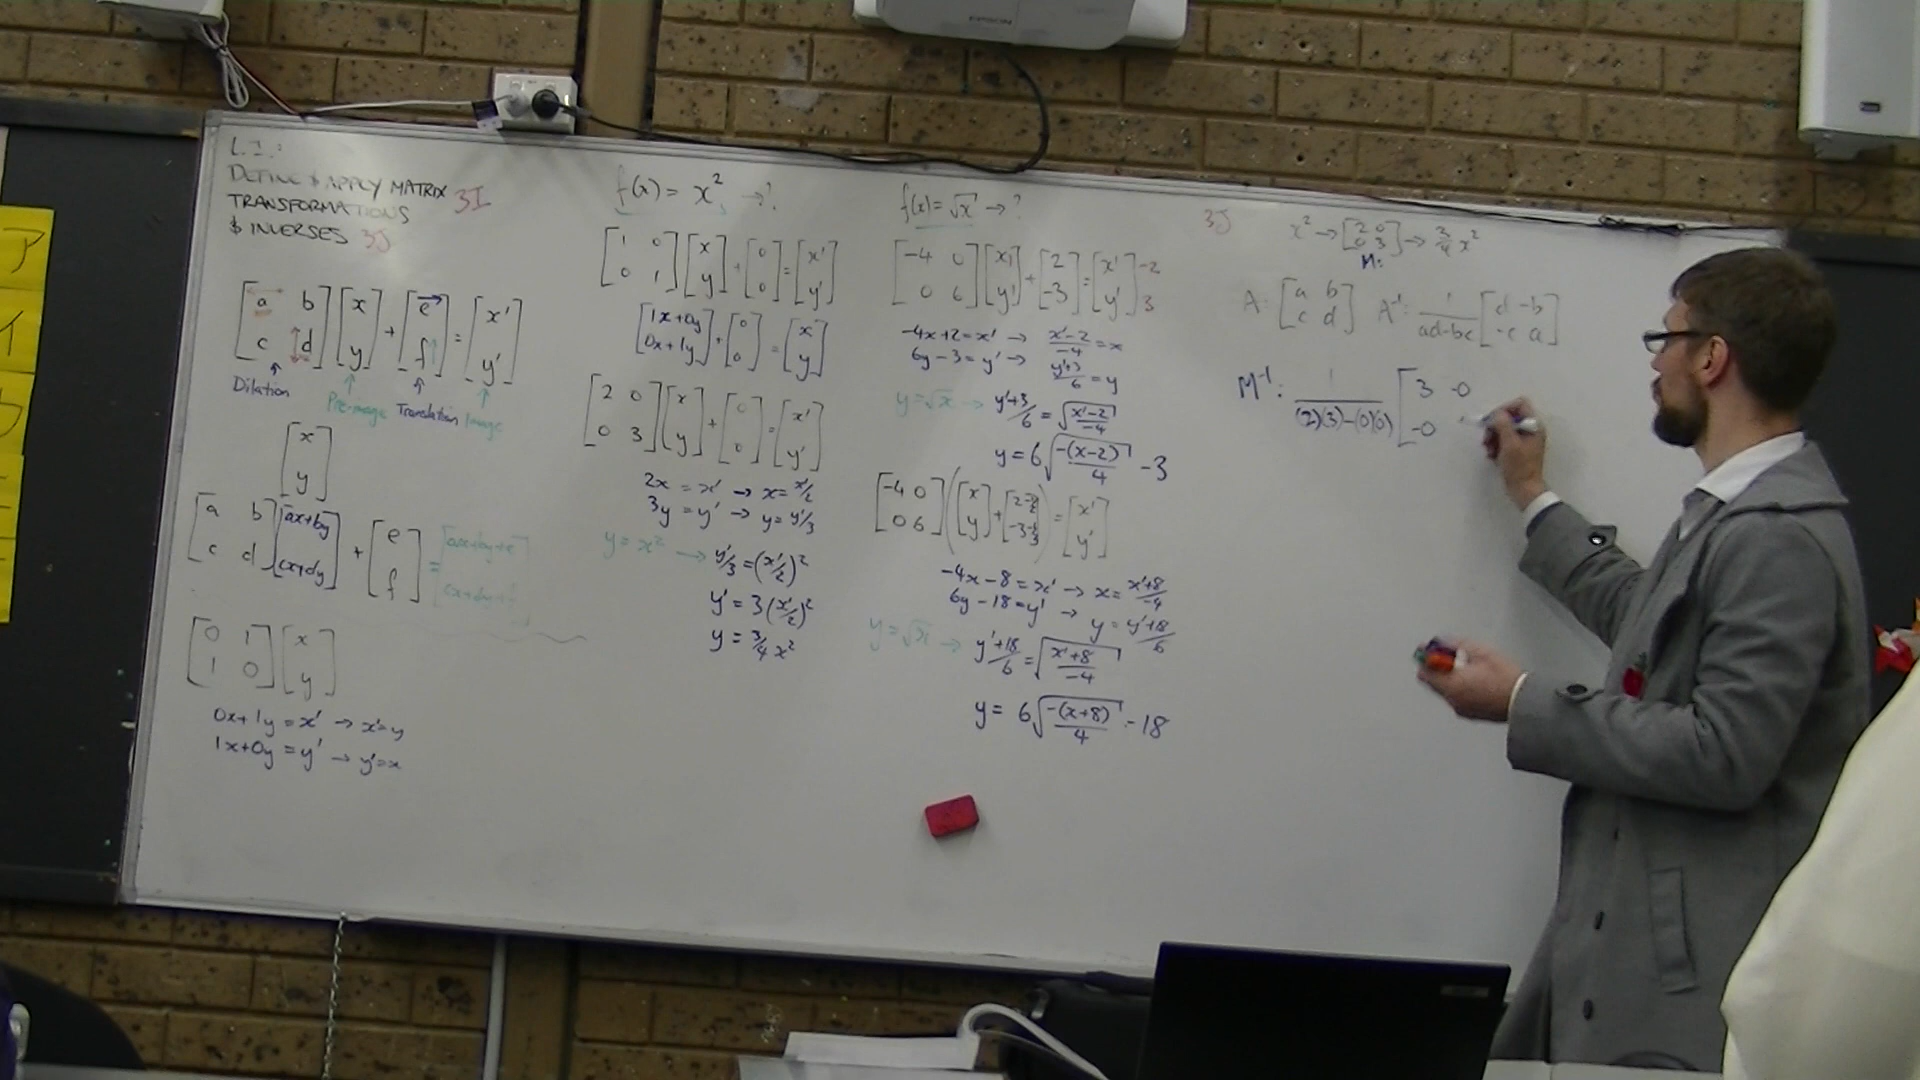 L.I.:
DEFINE & APPLY MATRIX 3I
TRANSFORMATIONS
& INVERSES 3J
[a b; c d] [x; y] + [e; f] = [x'; y']
Dilation Pre-image Translation Image
[x; y]
[a b; c d] [ax+by; cx+dy] + [e; f] = [ax+by+e; cx+dy+f]
[0 1; 1 0] [x; y]
0x+1y = x' → x'=y
1x+0y = y' → y'=x
f(x) = x² → ?
[1 0; 0 1] [x; y] + [0; 0] = [x'; y']
[1x+0y; 0x+1y] + [0; 0] = [x; y]
[2 0; 0 3] [x; y] + [0; 0] = [x'; y']
2x = x' → x = x'/2
3y = y' → y = y'/3
y = x² → y'/3 = (x'/2)²
y' = 3(x'/2)²
y = 3/4 x²
f(x) = √x → ?
[-4 0; 0 6] [x; y] + [2; -3] = [x'; y'] -2 3
-4x+2 = x' → (x'-2)/-4 = x
6y-3 = y' → (y'+3)/6 = y
y = √x → (y'+3)/6 = √((x'-2)/-4)
y = 6√(-(x-2)/4) - 3
[-4 0; 0 6] ([x; y] + [2; -3]) = [x'; y']
-4x-8 = x' → x = (x'+8)/-4
6y-18 = y' → y = (y'+18)/6
y = √x → (y'+18)/6 = √((x'+8)/-4)
y = 6√(-(x+8)/4) - 18
3J
x² → [2 0; 0 3] → 3/4 x²
M:
A: [a b; c d] A⁻¹: 1/(ad-bc) [d -b; -c a]
M⁻¹: 1/((2)(3)-(0)(0)) [3 -0; -0
EPSON